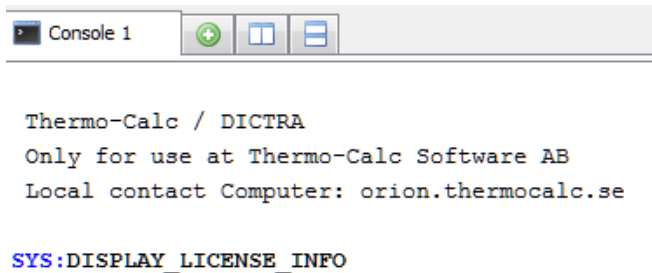 Console 1
Thermo-Calc / DICTRA
Only for use at Thermo-Calc Software AB
Local contact Computer: orion.thermocalc.se
SYS:DISPLAY_LICENSE_INFO